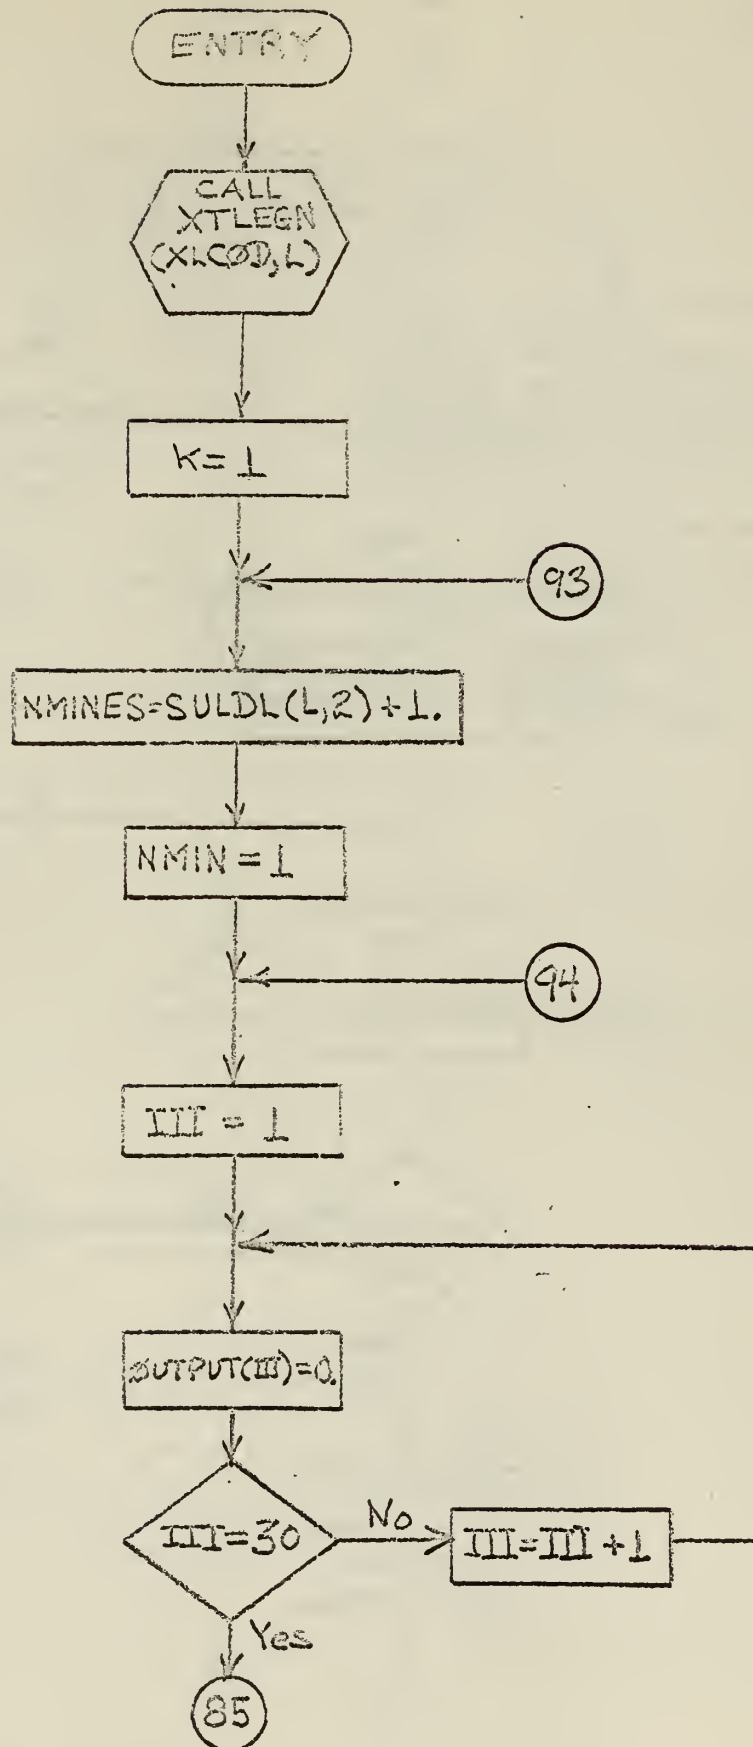 ENTRY
CALL
XTLEGN
(XLCØD,L)
K=1
93
NMINES=SULDL(L,2)+1.
NMIN=1
94
III=1
ØUTPUT(III)=0.
III=30
No
III=III+1
Yes
85